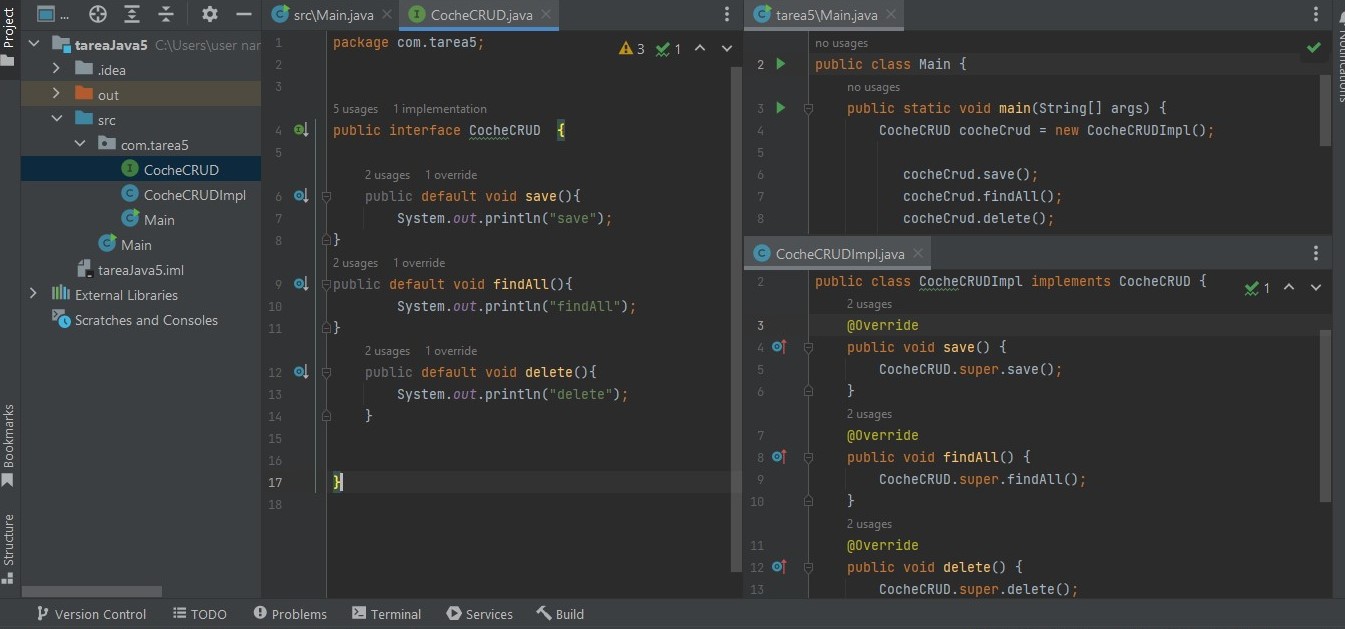 Project
...
tareaJava5 C:\Users\user nar
.idea
out
src
com.tarea5
CocheCRUD
CocheCRUDImpl
Main
Main
tareaJava5.iml
External Libraries
Scratches and Consoles
Bookmarks
Structure
src\Main.java
CocheCRUD.java
3 1
1 package com.tarea5;
2
3
5 usages 1 implementation
4 public interface CocheCRUD {
5
2 usages 1 override
6 public default void save(){
7 System.out.println("save");
8 }
2 usages 1 override
9 public default void findAll(){
10 System.out.println("findAll");
11 }
2 usages 1 override
12 public default void delete(){
13 System.out.println("delete");
14 }
15
16
17 }
18
tarea5\Main.java
no usages
2 public class Main {
no usages
3 public static void main(String[] args) {
4 CocheCRUD cocheCrud = new CocheCRUDImpl();
5
6 cocheCrud.save();
7 cocheCrud.findAll();
8 cocheCrud.delete();
CocheCRUDImpl.java
1
2 public class CocheCRUDImpl implements CocheCRUD {
2 usages
3 @Override
4 public void save() {
5 CocheCRUD.super.save();
6 }
2 usages
7 @Override
8 public void findAll() {
9 CocheCRUD.super.findAll();
10 }
2 usages
11 @Override
12 public void delete() {
13 CocheCRUD.super.delete();
Notifications
Version Control
TODO
Problems
Terminal
Services
Build